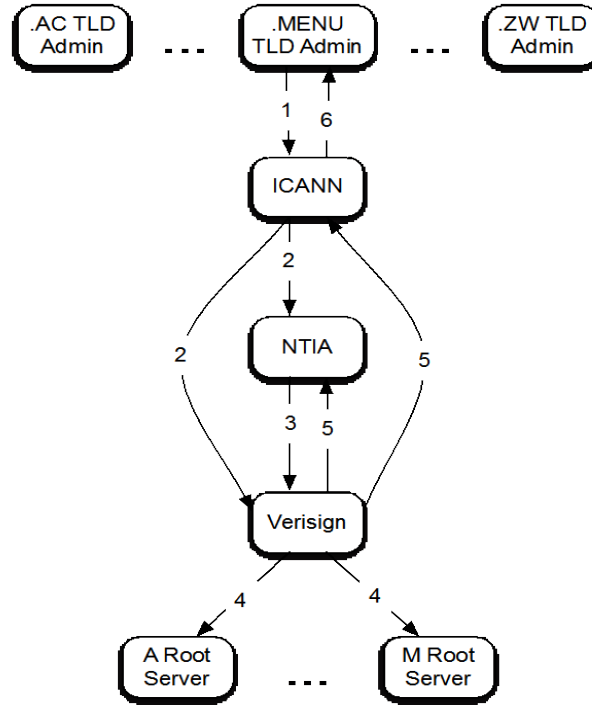 .AC TLD
Admin
...
.MENU
TLD Admin
...
.ZW TLD
Admin
1
6
ICANN
2
2
5
NTIA
3
5
Verisign
4
4
A Root
Server
...
M Root
Server